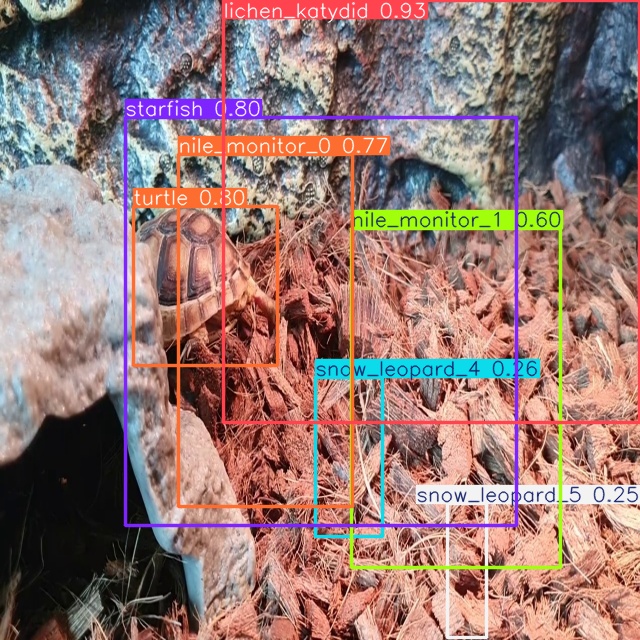 lichen_katydid 0.93
starfish 0.80
nile_monitor_0 0.77
turtle 0.80
nile_monitor_1 0.60
snow_leopard_4 0.26
snow_leopard_5 0.25